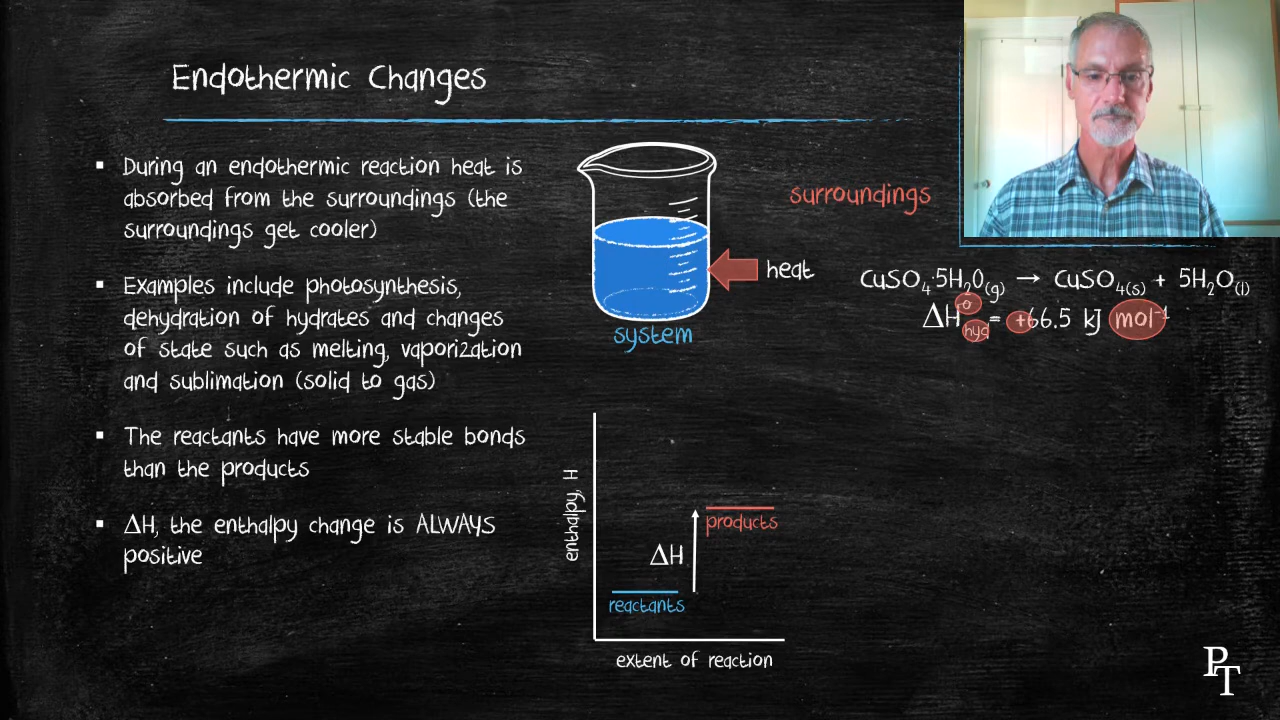 Endothermic Changes
▪ During an endothermic reaction heat is
absorbed from the surroundings (the
surroundings get cooler)
▪ Examples include photosynthesis,
dehydration of hydrates and changes
of state such as melting, vaporization
and sublimation (solid to gas)
▪ The reactants have more stable bonds
than the products
▪ ΔH, the enthalpy change is ALWAYS
positive
surroundings
heat
system
CuSO₄·5H₂O₍g₎ → CuSO₄₍s₎ + 5H₂O₍l₎
ΔH°hyd = +66.5 kJ mol⁻¹
enthalpy, H
products
ΔH
reactants
extent of reaction
PT